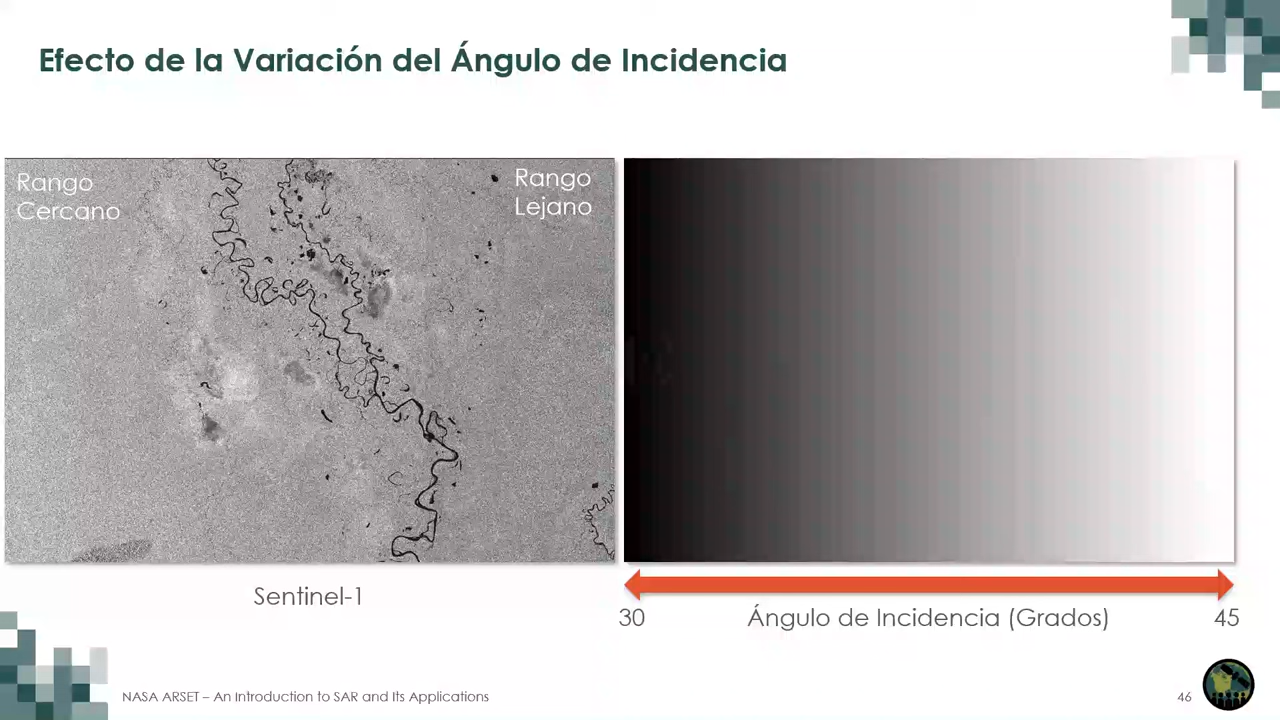 Efecto de la Variación del Ángulo de Incidencia
Rango
Cercano
Rango
Lejano
Sentinel-1
30
Ángulo de Incidencia (Grados)
45
NASA ARSET – An Introduction to SAR and Its Applications
46